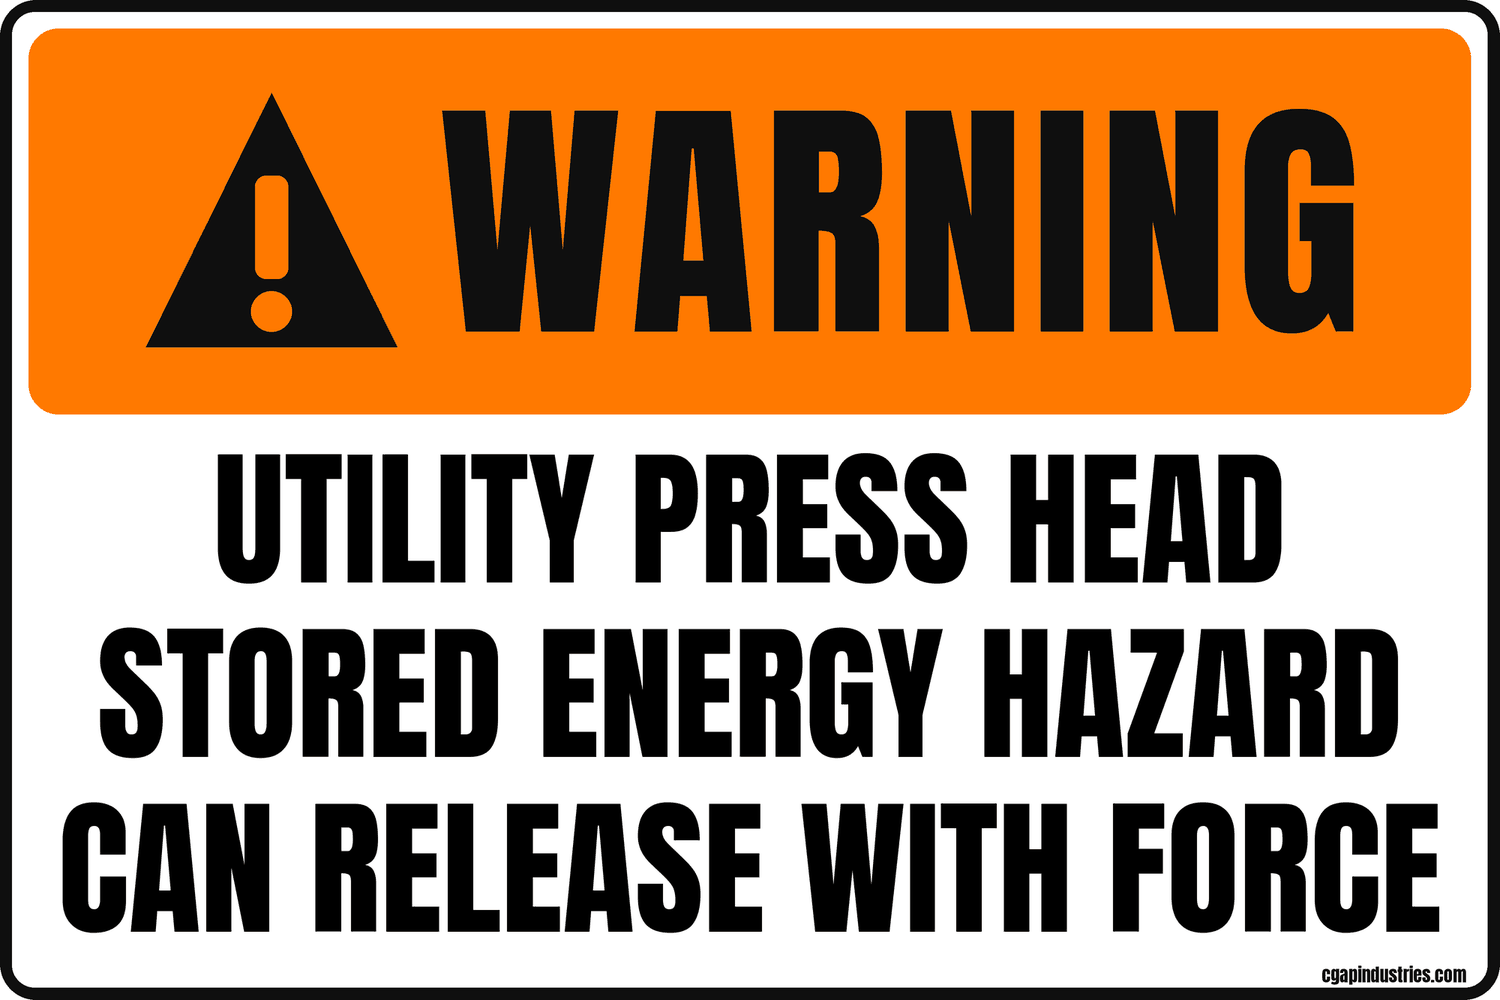 WARNING
UTILITY PRESS HEAD
STORED ENERGY HAZARD
CAN RELEASE WITH FORCE
cgapindustries.com